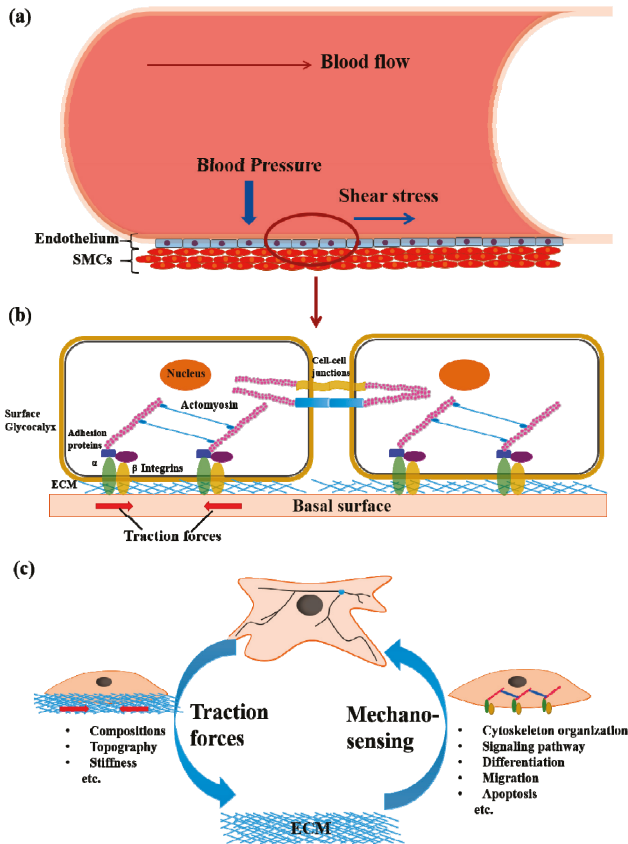 (a)
Blood flow
Blood Pressure
Shear stress
Endothelium
SMCs
(b)
Cell-cell
junctions
Nucleus
Actomyosin
Surface
Glycocalyx
Adhesion
proteins
α
β Integrins
ECM
Basal surface
Traction forces
(c)
Traction
forces
Mechano-
sensing
• Compositions
• Topography
• Stiffness
etc.
• Cytoskeleton organization
• Signaling pathway
• Differentiation
• Migration
• Apoptosis
etc.
ECM